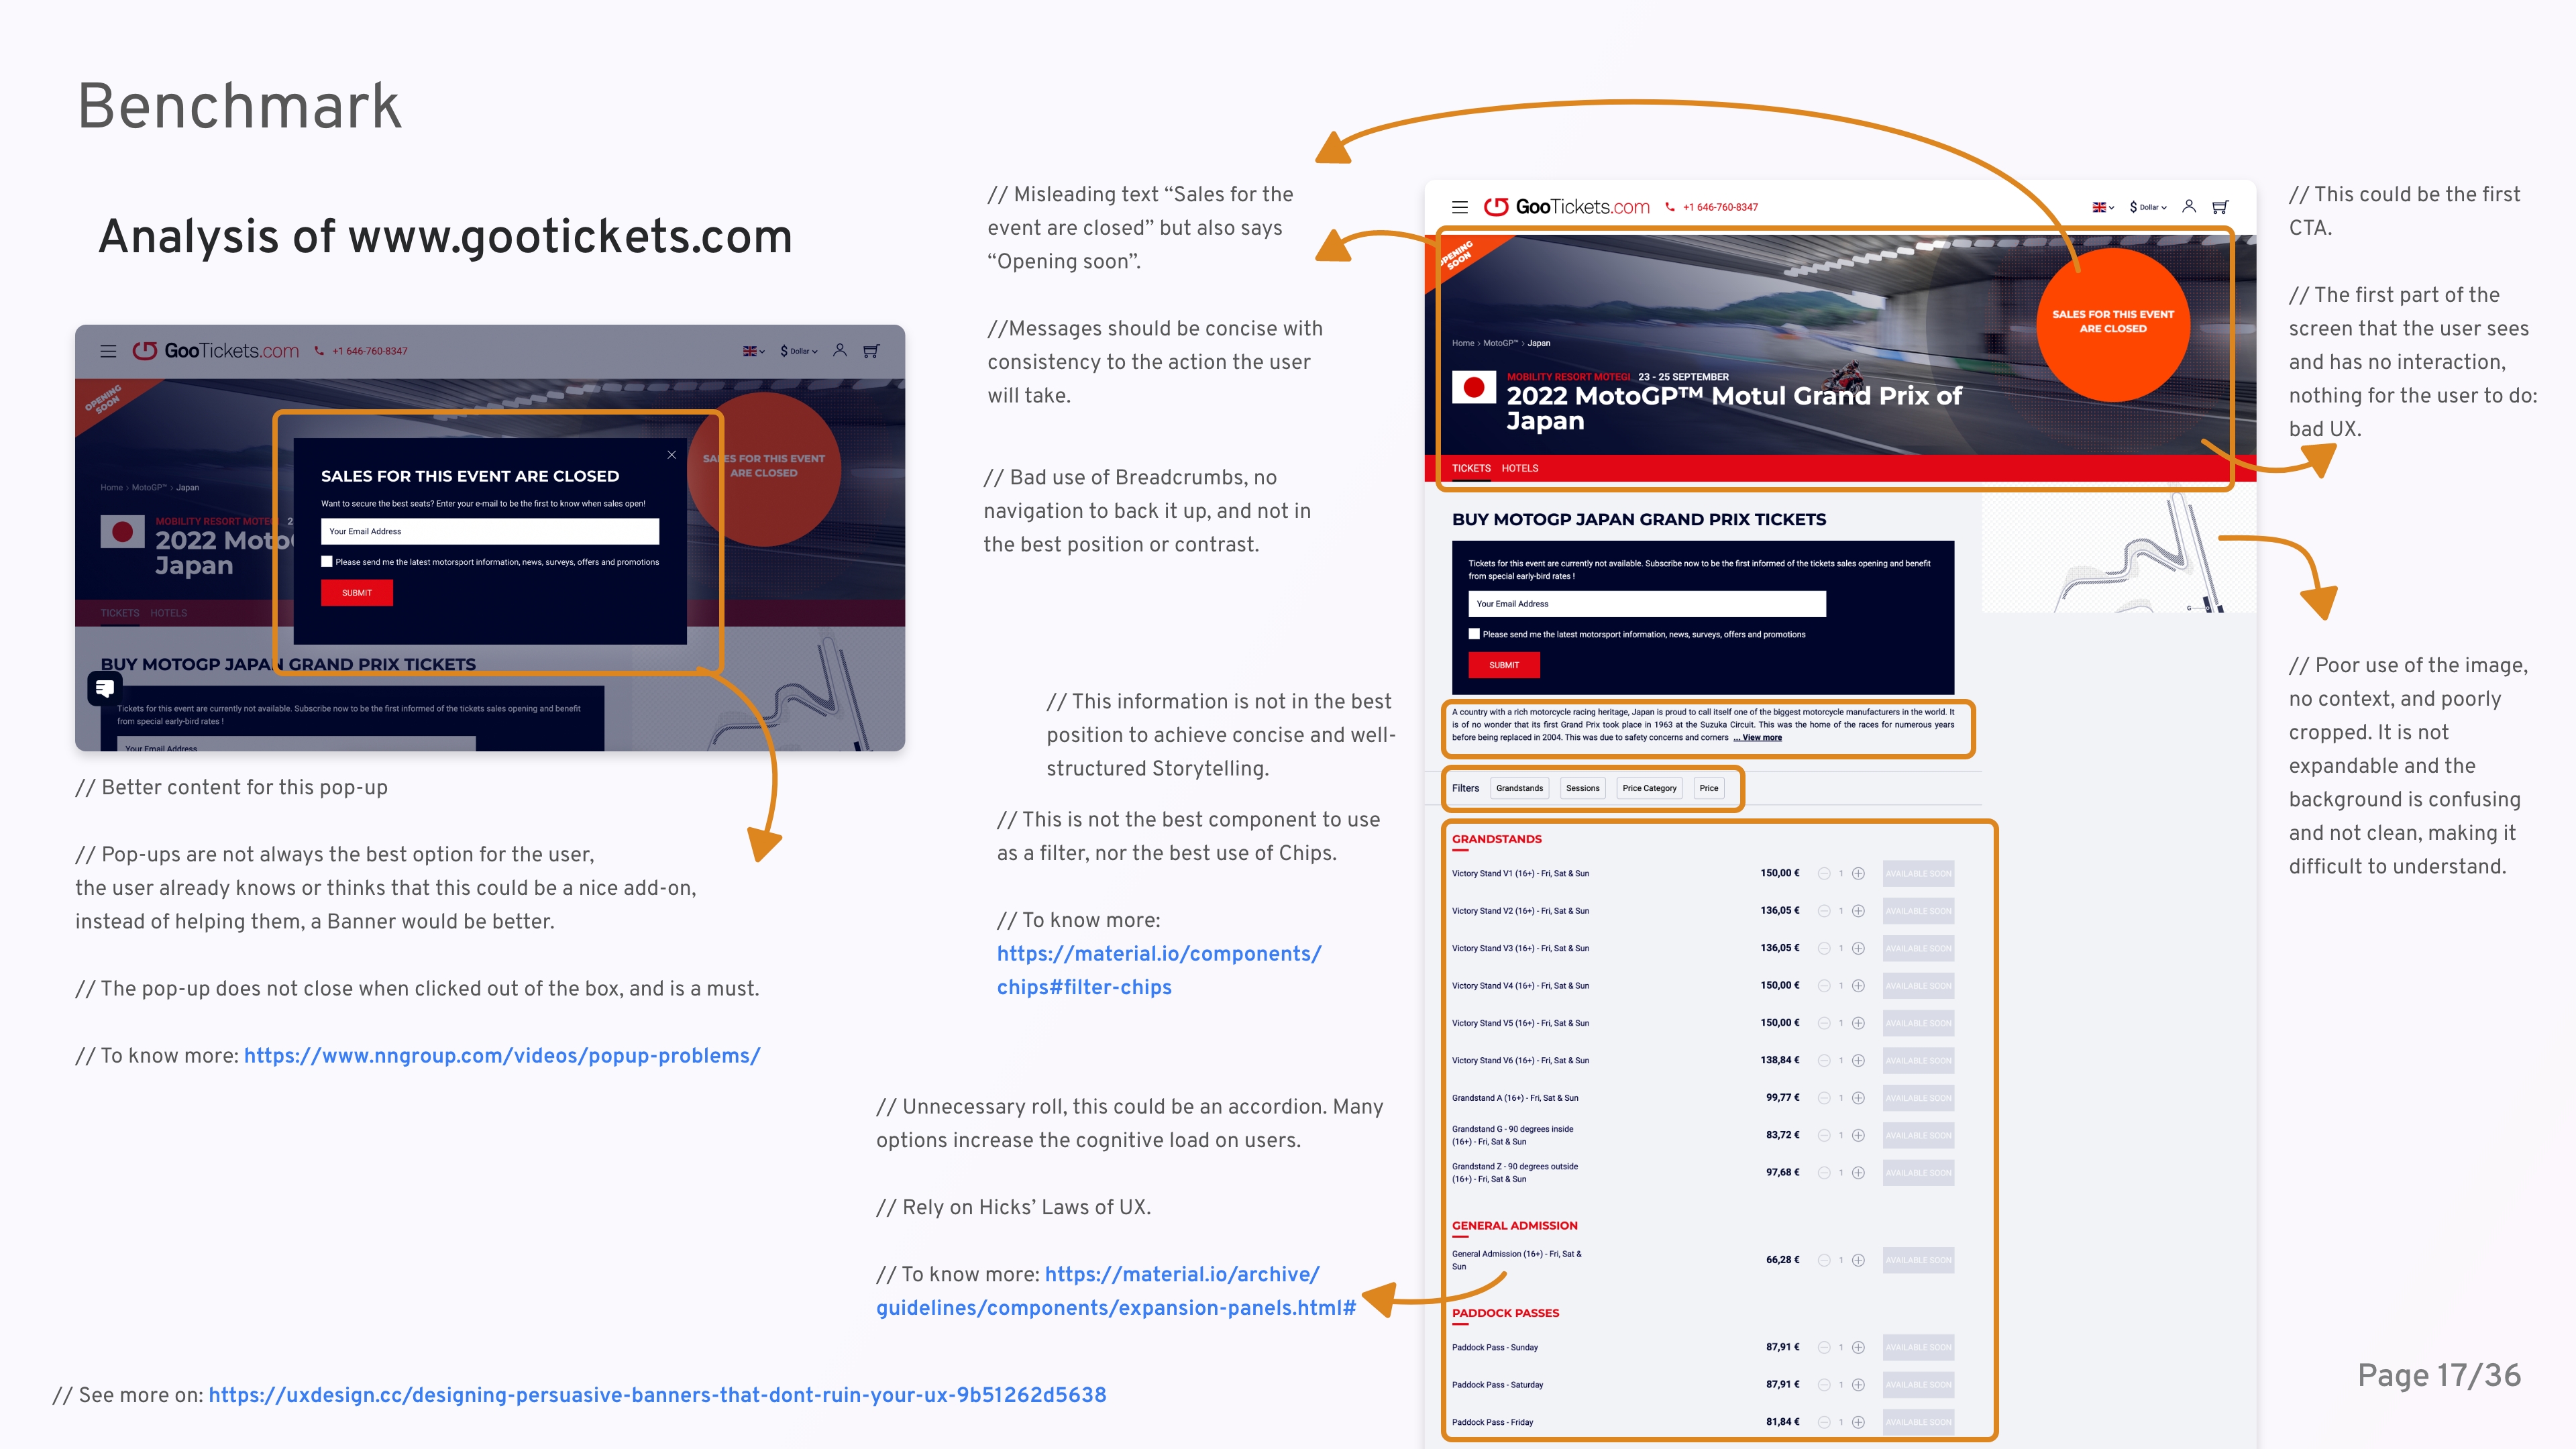 Benchmark
Analysis of www.gootickets.com
GooTickets.com
+1 646-760-8347
$ Dollar
OPENING
SOON
SALES FOR THIS EVENT
ARE CLOSED
Home > MotoGP™ > Japan
MOBILITY RESORT MOTEGI 2
2022 Moto
Japan
SALES FOR THIS EVENT ARE CLOSED
Want to secure the best seats? Enter your e-mail to be the first to know when sales open!
Your Email Address
Please send me the latest motorsport information, news, surveys, offers and promotions
SUBMIT
TICKETS HOTELS
BUY MOTOGP JAPAN GRAND PRIX TICKETS
Tickets for this event are currently not available. Subscribe now to be the first informed of the tickets sales opening and benefit
from special early-bird rates !
Your Email Address
// Better content for this pop-up
// Pop-ups are not always the best option for the user,
the user already knows or thinks that this could be a nice add-on,
instead of helping them, a Banner would be better.
// The pop-up does not close when clicked out of the box, and is a must.
// To know more: https://www.nngroup.com/videos/popup-problems/
// See more on: https://uxdesign.cc/designing-persuasive-banners-that-dont-ruin-your-ux-9b51262d5638
// Misleading text “Sales for the
event are closed” but also says
“Opening soon”.
//Messages should be concise with
consistency to the action the user
will take.
// Bad use of Breadcrumbs, no
navigation to back it up, and not in
the best position or contrast.
// This information is not in the best
position to achieve concise and well-
structured Storytelling.
// This is not the best component to use
as a filter, nor the best use of Chips.
// To know more:
https://material.io/components/
chips#filter-chips
// Unnecessary roll, this could be an accordion. Many
options increase the cognitive load on users.
// Rely on Hicks’ Laws of UX.
// To know more: https://material.io/archive/
guidelines/components/expansion-panels.html#
GooTickets.com
+1 646-760-8347
$ Dollar
OPENING
SOON
SALES FOR THIS EVENT
ARE CLOSED
Home > MotoGP™ > Japan
MOBILITY RESORT MOTEGI 23 - 25 SEPTEMBER
2022 MotoGP™ Motul Grand Prix of
Japan
TICKETS HOTELS
BUY MOTOGP JAPAN GRAND PRIX TICKETS
Tickets for this event are currently not available. Subscribe now to be the first informed of the tickets sales opening and benefit
from special early-bird rates !
Your Email Address
Please send me the latest motorsport information, news, surveys, offers and promotions
SUBMIT
G
A country with a rich motorcycle racing heritage, Japan is proud to call itself one of the biggest motorcycle manufacturers in the world. It
is of no wonder that its first Grand Prix took place in 1963 at the Suzuka Circuit. This was the home of the races for numerous years
before being replaced in 2004. This was due to safety concerns and corners ... View more
Filters Grandstands Sessions Price Category Price
GRANDSTANDS
Victory Stand V1 (16+) - Fri, Sat & Sun 150,00 € 1 AVAILABLE SOON
Victory Stand V2 (16+) - Fri, Sat & Sun 136,05 € 1 AVAILABLE SOON
Victory Stand V3 (16+) - Fri, Sat & Sun 136,05 € 1 AVAILABLE SOON
Victory Stand V4 (16+) - Fri, Sat & Sun 150,00 € 1 AVAILABLE SOON
Victory Stand V5 (16+) - Fri, Sat & Sun 150,00 € 1 AVAILABLE SOON
Victory Stand V6 (16+) - Fri, Sat & Sun 138,84 € 1 AVAILABLE SOON
Grandstand A (16+) - Fri, Sat & Sun 99,77 € 1 AVAILABLE SOON
Grandstand G - 90 degrees inside
(16+) - Fri, Sat & Sun 83,72 € 1 AVAILABLE SOON
Grandstand Z - 90 degrees outside
(16+) - Fri, Sat & Sun 97,68 € 1 AVAILABLE SOON
GENERAL ADMISSION
General Admission (16+) - Fri, Sat &
Sun 66,28 € 1 AVAILABLE SOON
PADDOCK PASSES
Paddock Pass - Sunday 87,91 € 1 AVAILABLE SOON
Paddock Pass - Saturday 87,91 € 1 AVAILABLE SOON
Paddock Pass - Friday 81,84 € 1 AVAILABLE SOON
// This could be the first
CTA.
// The first part of the
screen that the user sees
and has no interaction,
nothing for the user to do:
bad UX.
// Poor use of the image,
no context, and poorly
cropped. It is not
expandable and the
background is confusing
and not clean, making it
difficult to understand.
Page 17/36